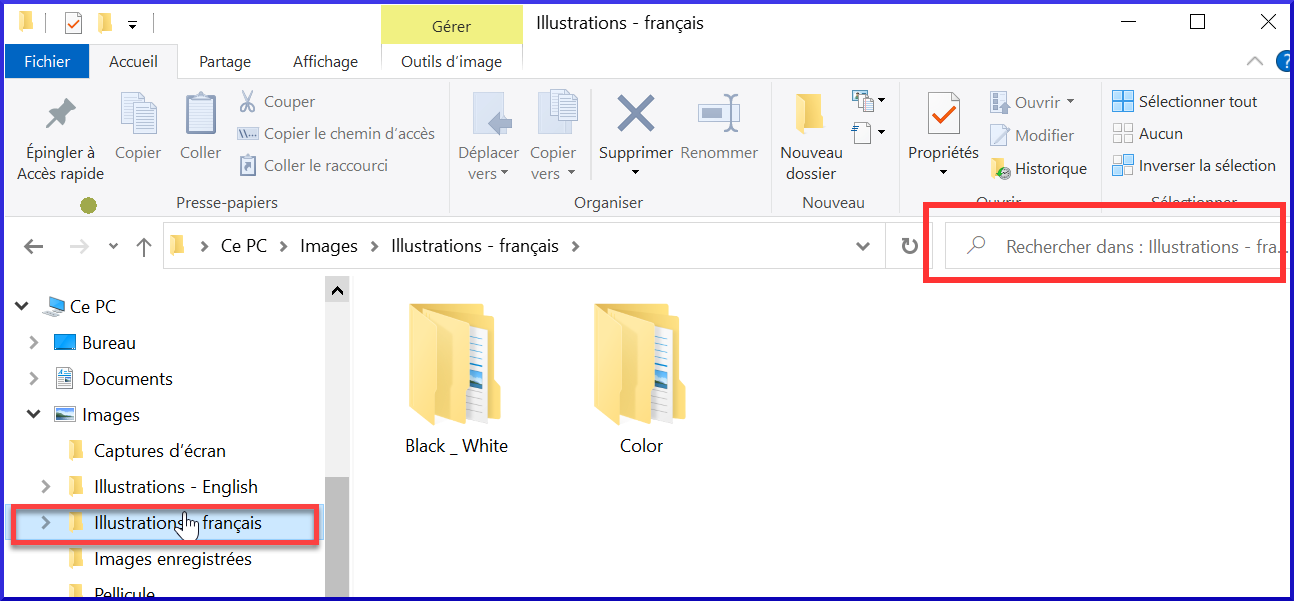 Gérer
Illustrations - français
Fichier
Accueil
Partage
Affichage
Outils d’image
?
Épingler à
Accès rapide
Copier
Coller
Couper
Copier le chemin d’accès
Coller le raccourci
Presse-papiers
Déplacer
vers
Copier
vers
Supprimer
Renommer
Organiser
Nouveau
dossier
Nouveau
Propriétés
Ouvrir
Modifier
Historique
Ouvrir
Sélectionner tout
Aucun
Inverser la sélection
Sélectionner
Ce PC
Images
Illustrations - français
Rechercher dans : Illustrations - fra...
Ce PC
Bureau
Documents
Images
Captures d’écran
Illustrations - English
Illustrations - français
Images enregistrées
Pellicule
Black _ White
Color